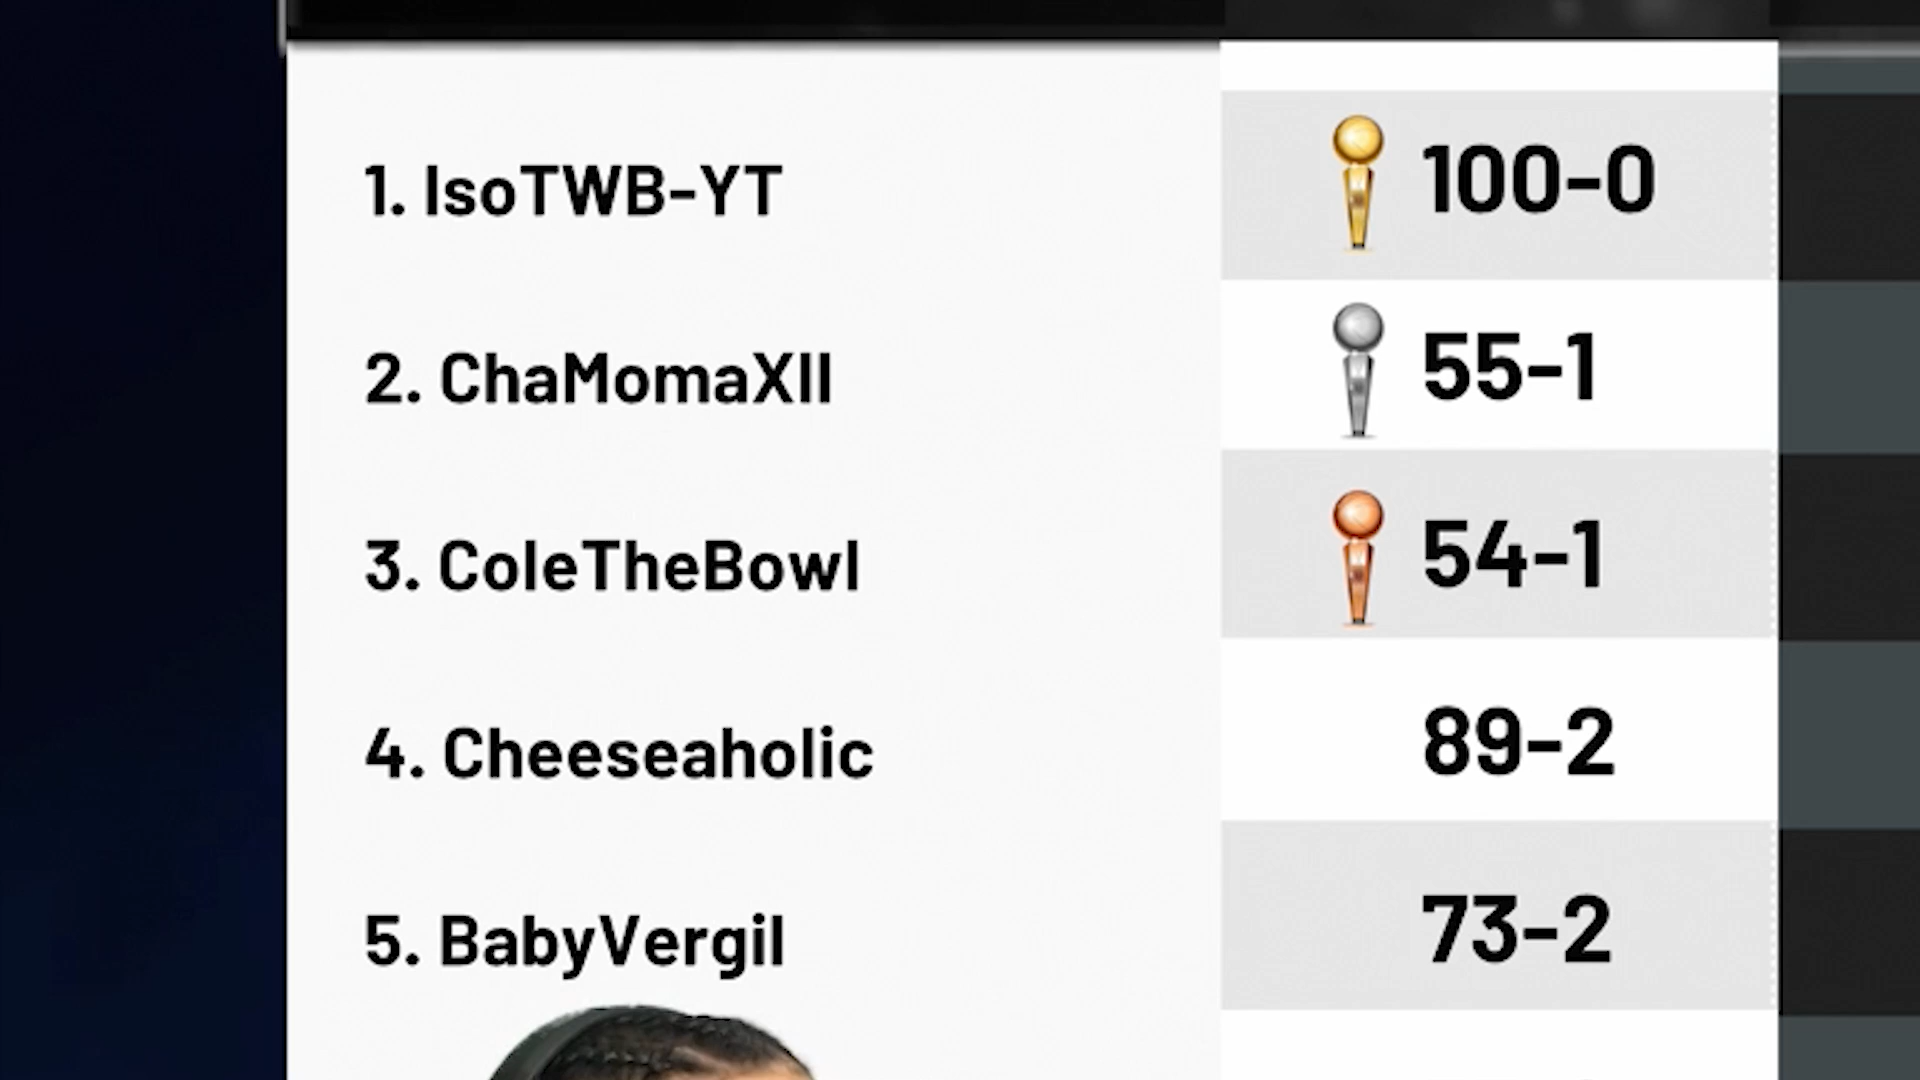 1. IsoTWB-YT 100-0
2. ChaMomaXII 55-1
3. ColeTheBowl 54-1
4. Cheeseaholic 89-2
5. BabyVergil 73-2